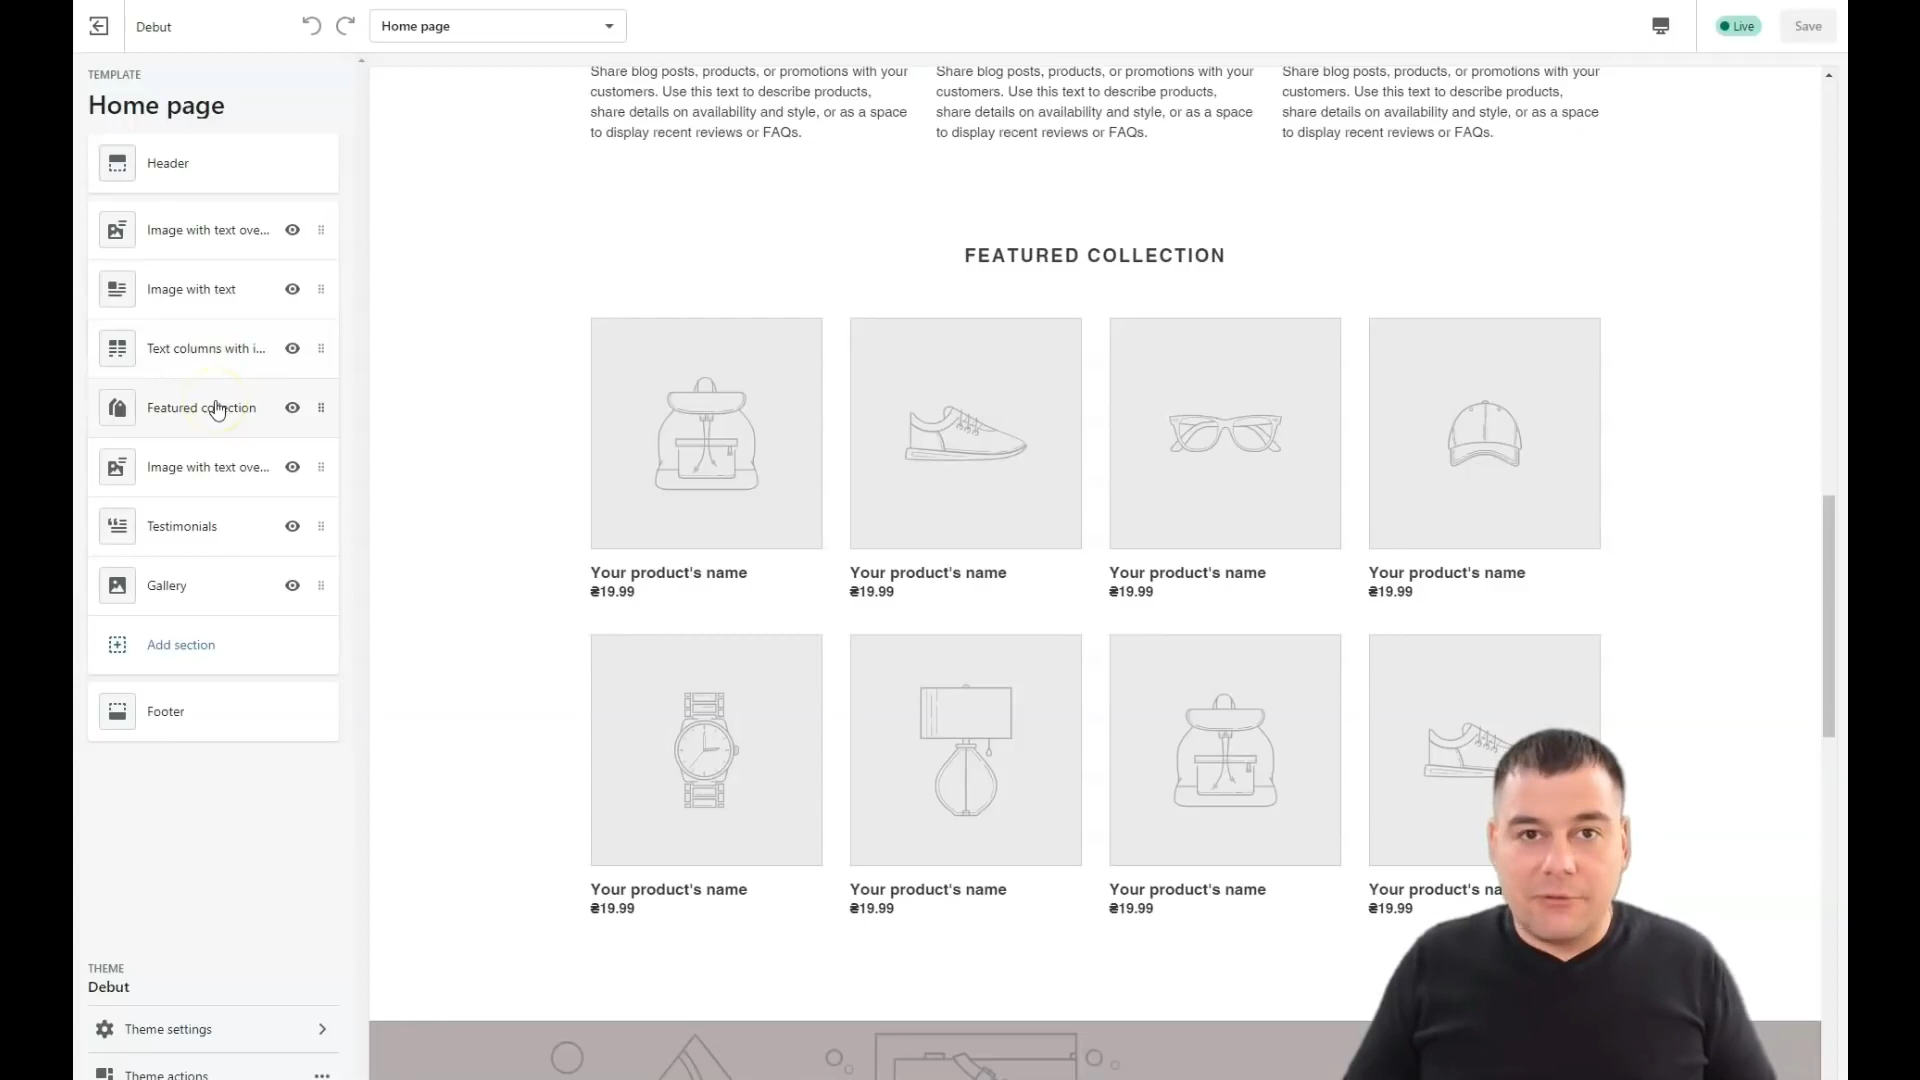 Debut
Home page
Live
Save
TEMPLATE
Home page
Header
Image with text ove...
Image with text
Text columns with i...
Featured collection
Image with text ove...
Testimonials
Gallery
Add section
Footer
THEME
Debut
Theme settings
Theme actions
Share blog posts, products, or promotions with your
customers. Use this text to describe products,
share details on availability and style, or as a space
to display recent reviews or FAQs.
Share blog posts, products, or promotions with your
customers. Use this text to describe products,
share details on availability and style, or as a space
to display recent reviews or FAQs.
Share blog posts, products, or promotions with your
customers. Use this text to describe products,
share details on availability and style, or as a space
to display recent reviews or FAQs.
FEATURED COLLECTION
Your product's name
₴19.99
Your product's name
₴19.99
Your product's name
₴19.99
Your product's name
₴19.99
Your product's name
₴19.99
Your product's name
₴19.99
Your product's name
₴19.99
Your product's na
₴19.99